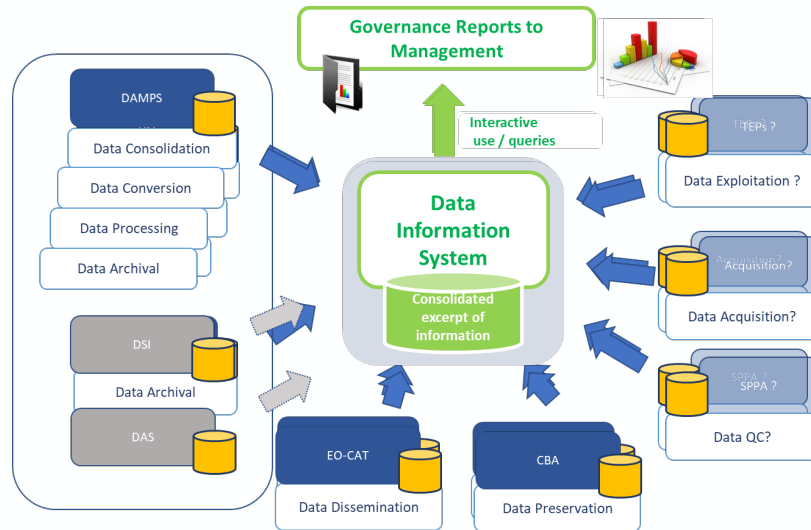 Governance Reports to
Management
Interactive
use / queries
DAMPS
Data Consolidation
Data Conversion
Data Processing
Data Archival
DSI
Data Archival
DAS
Data
Information
System
Consolidated
excerpt of
information
TEPs ?
Data Exploitation ?
Acquisition?
Acquisition?
Data Acquisition?
SPPA ?
SPPA ?
Data QC?
EO-CAT
Data Dissemination
CBA
Data Preservation